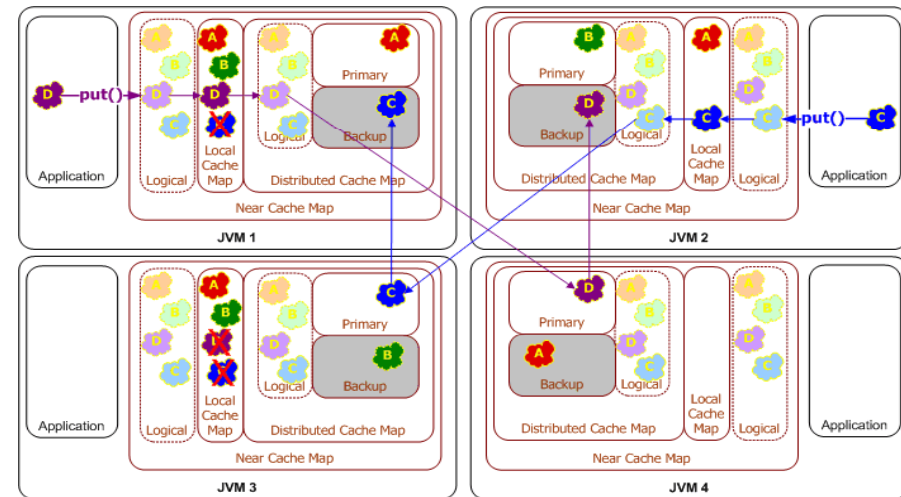 A A A
B B
D put() D D D
C C C
Primary
Logical Backup
Local
Cache
Map
Application Logical Distributed Cache Map
Near Cache Map
JVM 1
B A A A
B B
Primary
D D D
C C C put() C
Backup Logical
Local
Cache
Map
Distributed Cache Map Logical Application
Near Cache Map
JVM 2
A A A
B B B
C
Primary
D D
C C
B
Logical Backup
Local
Cache
Map
Application Logical Distributed Cache Map
Near Cache Map
JVM 3
D A A
B B
Primary
D D
A C C
Backup Logical
Local
Cache
Map
Distributed Cache Map Logical Application
Near Cache Map
JVM 4